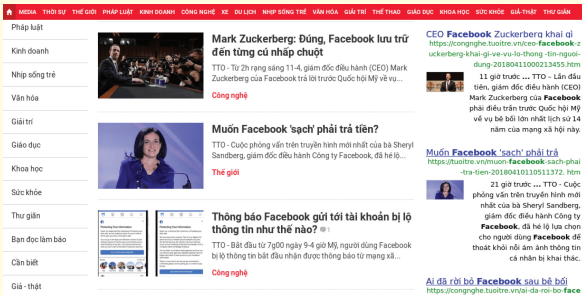 MEDIA THỜI SỰ THẾ GIỚI PHÁP LUẬT KINH DOANH CÔNG NGHỆ XE DU LỊCH NHỊP SỐNG TRẺ VĂN HÓA GIẢI TRÍ THỂ THAO GIÁO DỤC KHOA HỌC SỨC KHỎE GIẢ-THẬT THƯ GIÃN
Pháp luật
Kinh doanh
Nhịp sống trẻ
Văn hóa
Giải trí
Giáo dục
Khoa học
Sức khỏe
Thư giãn
Bạn đọc làm báo
Cần biết
Giả - thật
Mark Zuckerberg: Đúng, Facebook lưu trữ
đến từng cú nhấp chuột
TTO - Từ 2h rạng sáng 11-4, giám đốc điều hành (CEO) Mark
Zuckerberg của Facebook trả lời trước Quốc hội Mỹ về vụ...
Công nghệ
Muốn Facebook 'sạch' phải trả tiền?
TTO - Cuộc phỏng vấn trên truyền hình mới nhất của bà Sheryl
Sandberg, giám đốc điều hành Công ty Facebook, đã hé lộ...
Thế giới
Thông báo Facebook gửi tới tài khoản bị lộ
thông tin như thế nào? 1
TTO - Bắt đầu từ 7g00 ngày 9-4 giờ Mỹ, người dùng Facebook
bị lộ thông tin bắt đầu nhận được thông báo từ mạng xã...
Công nghệ
CEO Facebook Zuckerberg khai gì
https://congnghe.tuoitre.vn/ceo-facebook-z
uckerberg-khai-gi-ve-vu-lo-thong -tin-nguoi-
dung-20180411000213455.htm
11 giờ trước ... TTO – Lần đầu
tiên, giám đốc điều hành (CEO)
Mark Zuckerberg của Facebook
phải điều trần trước Quốc hội Mỹ
về vụ bê bối lớn nhất lịch sử 14
năm của mạng xã hội này.
Muốn Facebook 'sạch' phải trả
https://tuoitre.vn/muon-facebook-sach-phai
-tra-tien-20180410110511372. htm
21 giờ trước ... TTO - Cuộc
phỏng vấn trên truyền hình mới
nhất của bà Sheryl Sandberg,
giám đốc điều hành Công ty
Facebook, đã hé lộ lựa chọn
cho người dùng Facebook để
thoát khỏi nỗi ám ảnh thông tin
cá nhân bị khai thác.
Ai đã rời bỏ Facebook sau bê bối
https://congnghe.tuoitre.vn/ai-da-roi-bo-face